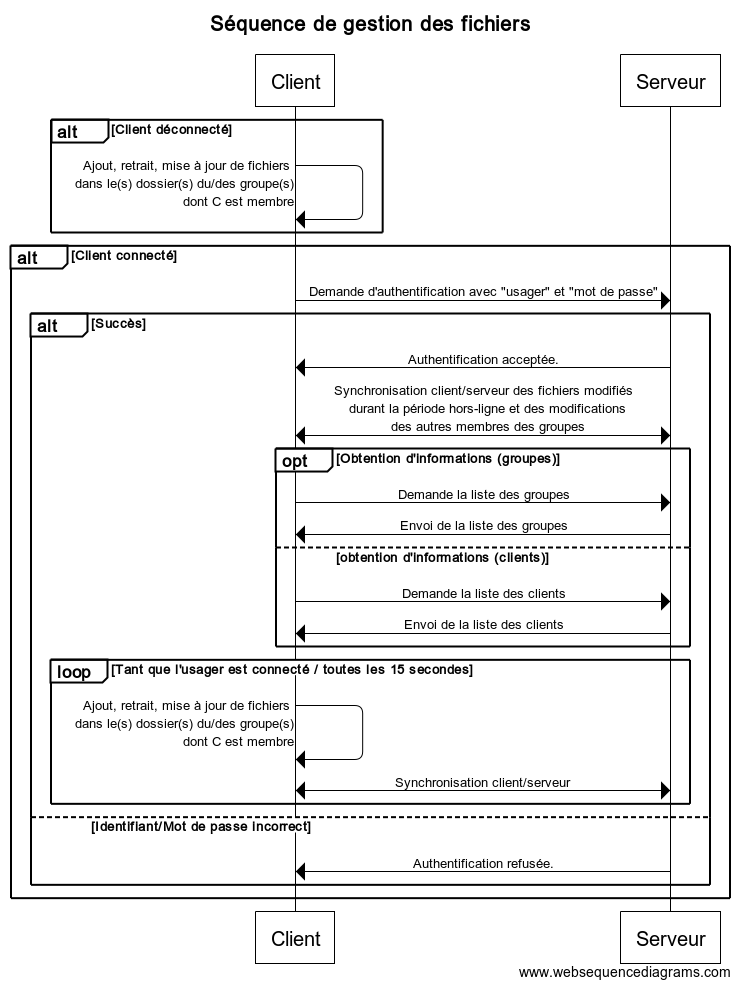 Séquence de gestion des fichiers
Client
Serveur
alt
[Client déconnecté]
Ajout, retrait, mise à jour de fichiers
dans le(s) dossier(s) du/des groupe(s)
dont C est membre
alt
[Client connecté]
Demande d'authentification avec "usager" et "mot de passe"
alt
[Succès]
Authentification acceptée.
Synchronisation client/serveur des fichiers modifiés
durant la période hors-ligne et des modifications
des autres membres des groupes
opt
[Obtention d'informations (groupes)]
Demande la liste des groupes
Envoi de la liste des groupes
[obtention d'informations (clients)]
Demande la liste des clients
Envoi de la liste des clients
loop
[Tant que l'usager est connecté / toutes les 15 secondes]
Ajout, retrait, mise à jour de fichiers
dans le(s) dossier(s) du/des groupe(s)
dont C est membre
Synchronisation client/serveur
[Identifiant/Mot de passe incorrect]
Authentification refusée.
Client
Serveur
www.websequencediagrams.com